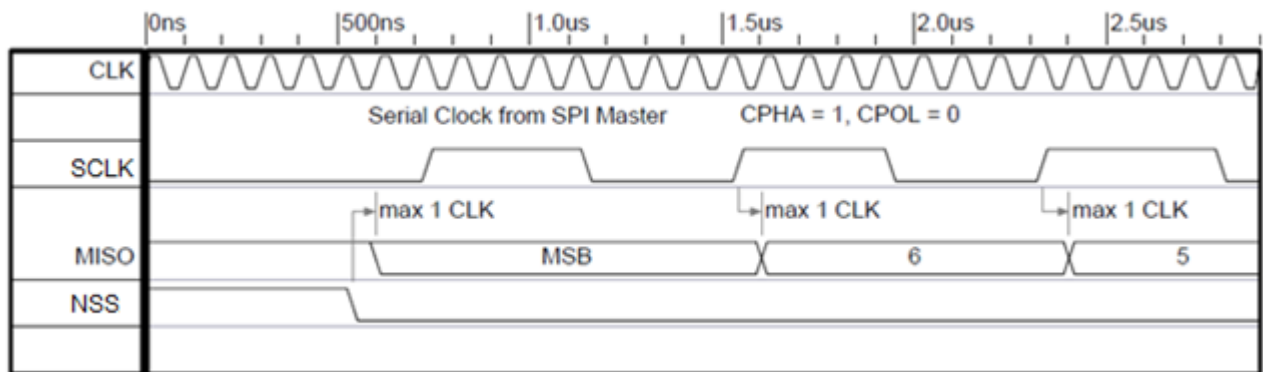 0ns 500ns 1.0us 1.5us 2.0us 2.5us
CLK
Serial Clock from SPI Master CPHA = 1, CPOL = 0
SCLK
max 1 CLK max 1 CLK max 1 CLK
MISO MSB 6 5
NSS